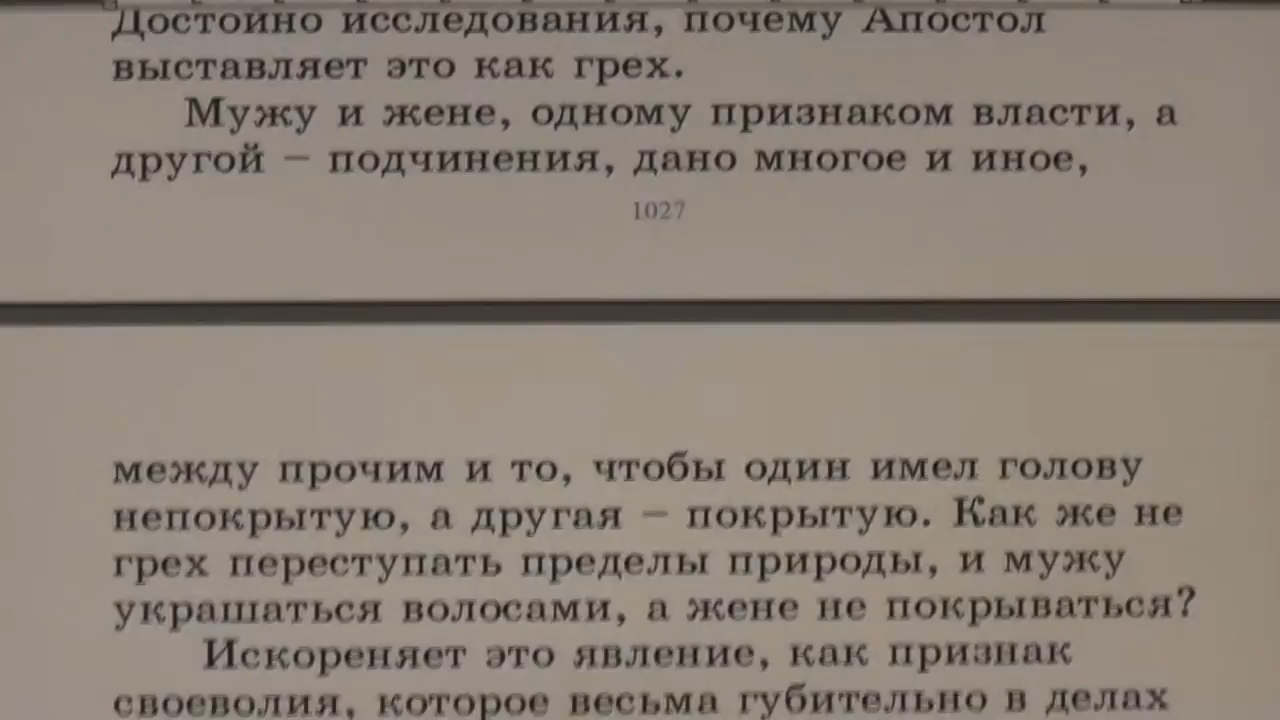 Достойно исследования, почему Апостол
выставляет это как грех.
Мужу и жене, одному признаком власти, а
другой – подчинения, дано многое и иное,
1027
между прочим и то, чтобы один имел голову
непокрытую, а другая – покрытую. Как же не
грех переступать пределы природы, и мужу
украшаться волосами, а жене не покрываться?
Искореняет это явление, как признак
своеволия, которое весьма губительно в делах